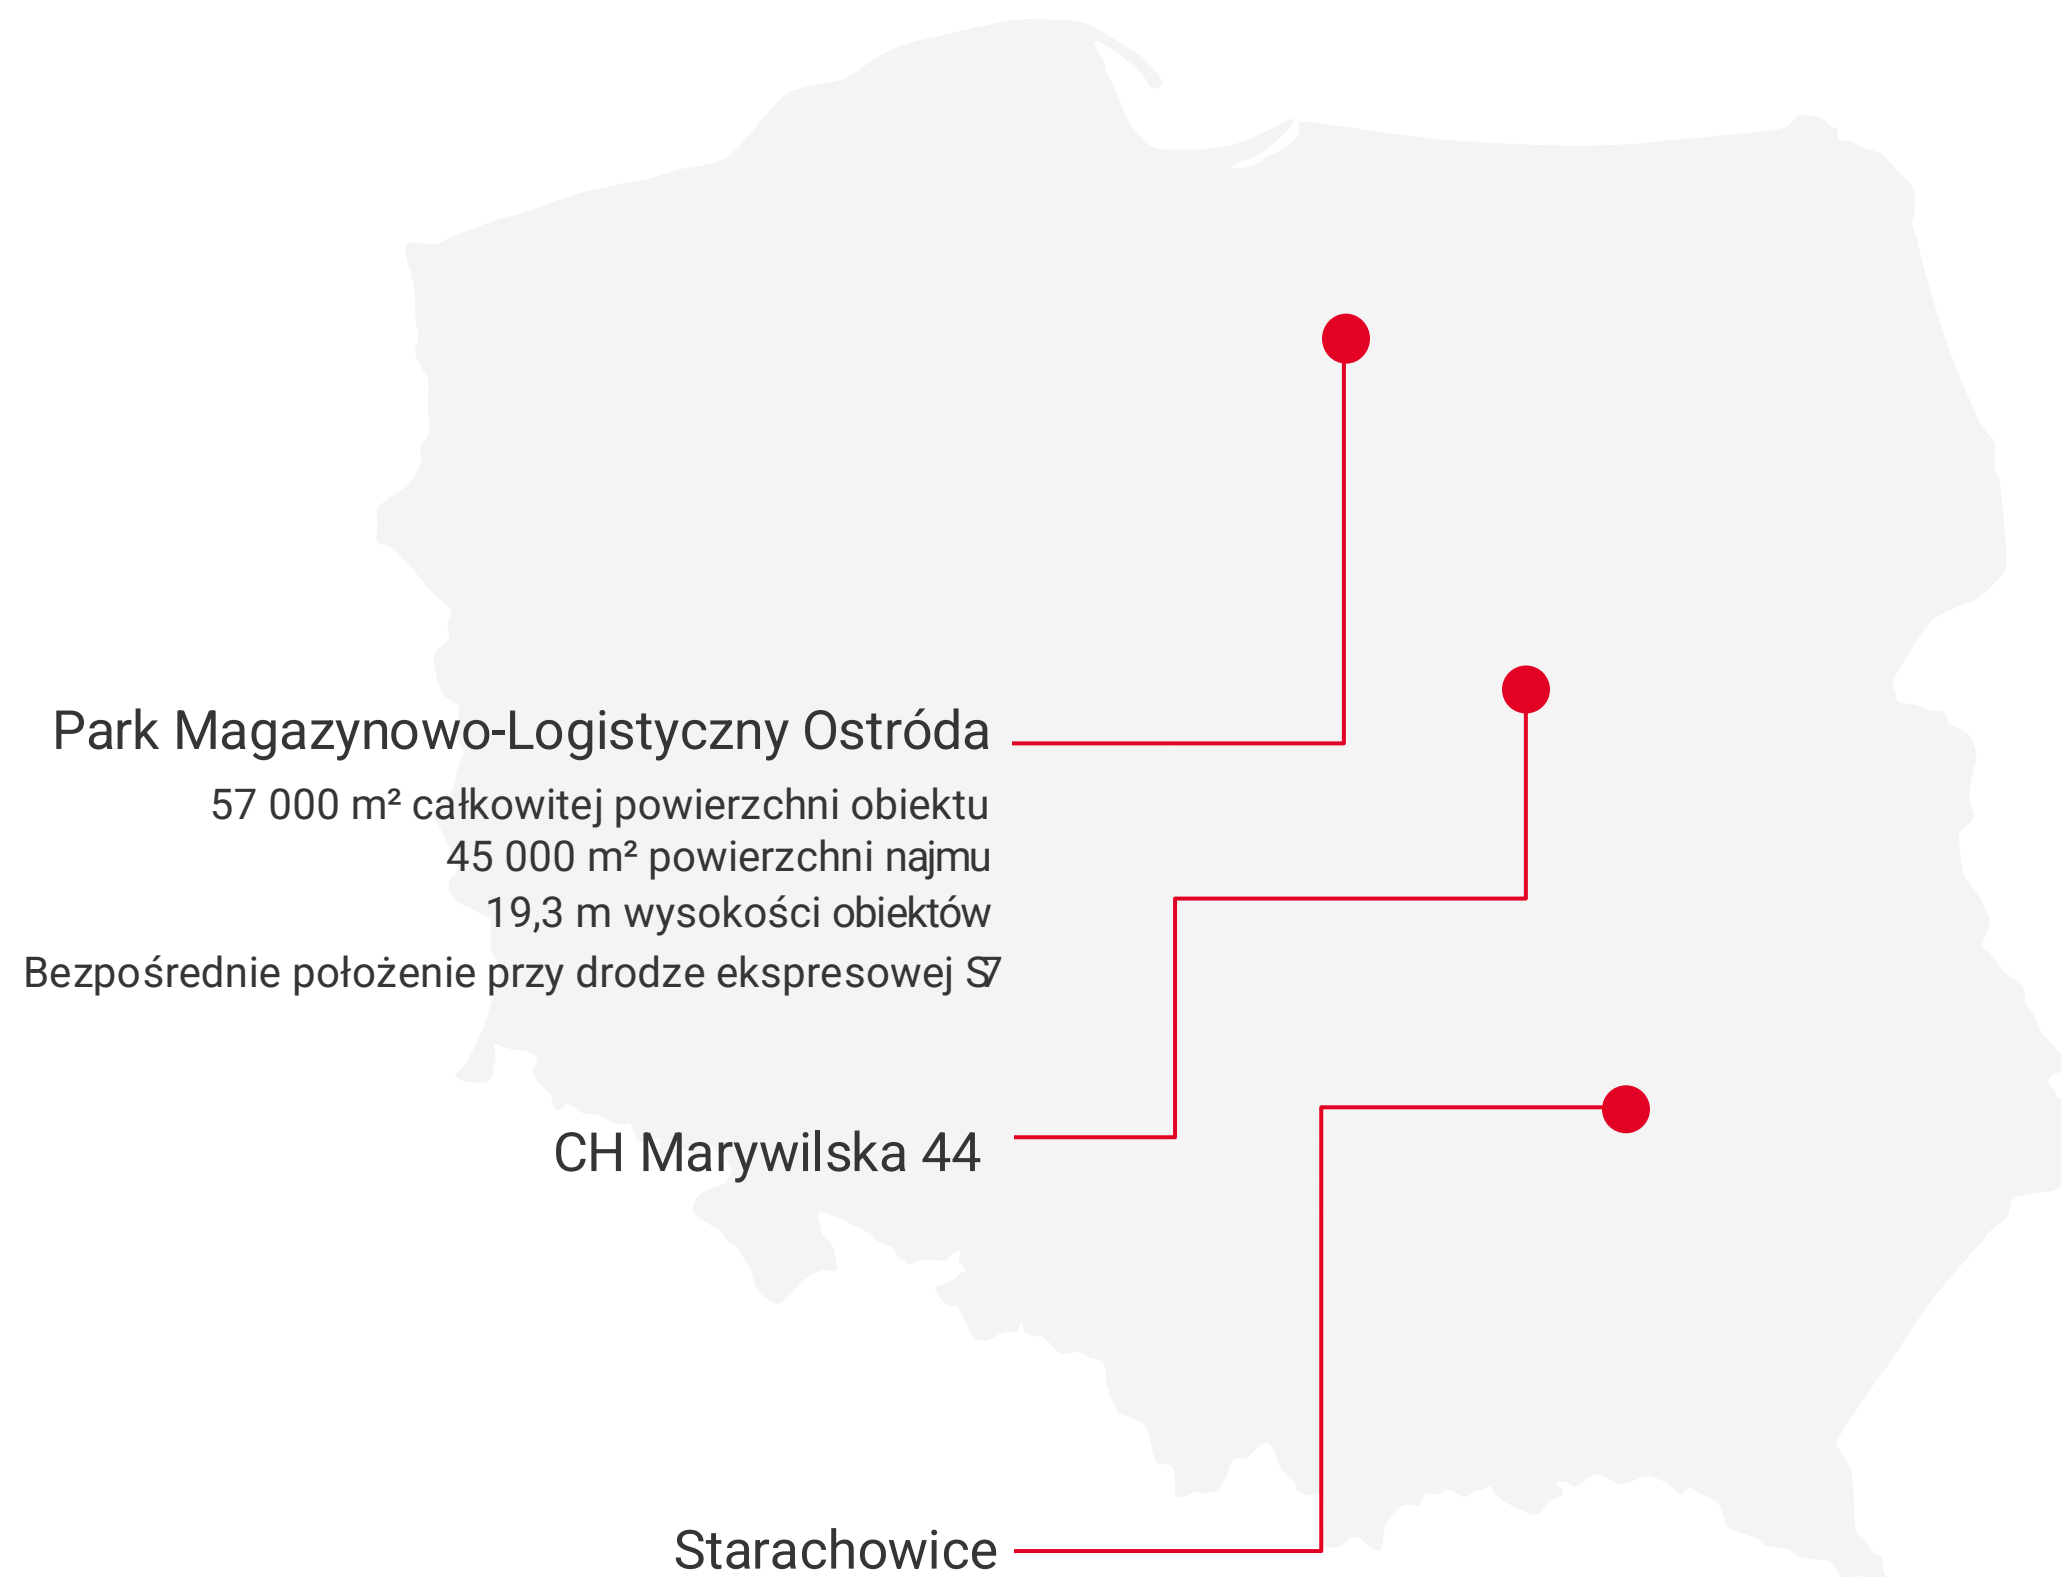 Park Magazynowo-Logistyczny Ostróda
57 000 m² całkowitej powierzchni obiektu
45 000 m² powierzchni najmu
19,3 m wysokości obiektów
Bezpośrednie położenie przy drodze ekspresowej S7
CH Marywilska 44
Starachowice